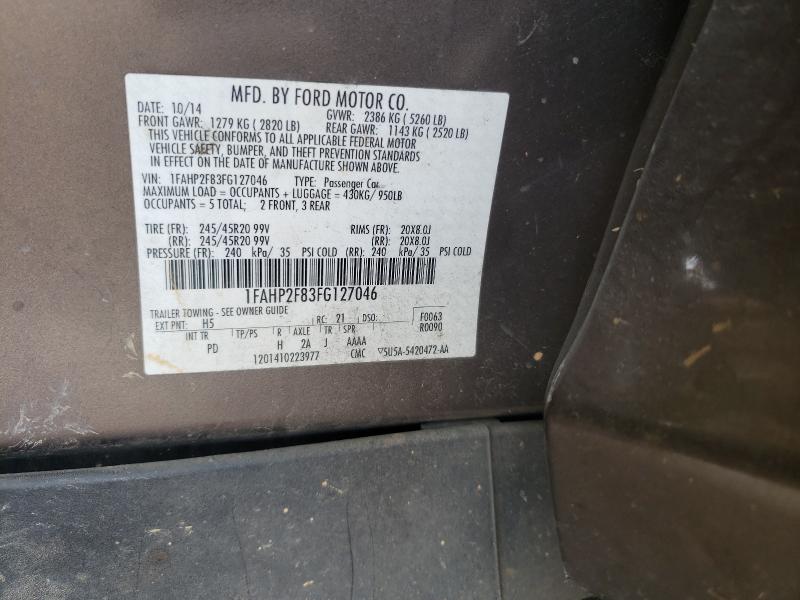 MFD. BY FORD MOTOR CO.
DATE: 10/14 GVWR: 2386 KG ( 5260 LB)
FRONT GAWR: 1279 KG ( 2820 LB) REAR GAWR: 1143 KG ( 2520 LB)
THIS VEHICLE CONFORMS TO ALL APPLICABLE FEDERAL MOTOR
VEHICLE SAFETY, BUMPER, AND THEFT PREVENTION STANDARDS
IN EFFECT ON THE DATE OF MANUFACTURE SHOWN ABOVE.
VIN: 1FAHP2F83FG127046 TYPE: Passenger Car
MAXIMUM LOAD = OCCUPANTS + LUGGAGE = 430KG/ 950LB
OCCUPANTS = 5 TOTAL; 2 FRONT, 3 REAR
TIRE (FR): 245/45R20 99V RIMS (FR): 20X8.0J
(RR): 245/45R20 99V (RR): 20X8.0J
PRESSURE (FR): 240 kPa/ 35 PSI COLD (RR): 240 kPa/ 35 PSI COLD
1FAHP2F83FG127046
TRAILER TOWING - SEE OWNER GUIDE
EXT PNT: H5 RC: 21 DSO: F0063
R0090
INT TR TP/PS R AXLE TR SPR
PD H 2A J AAAA
1201410223977 CMC ▽5U5A-5420472-AA